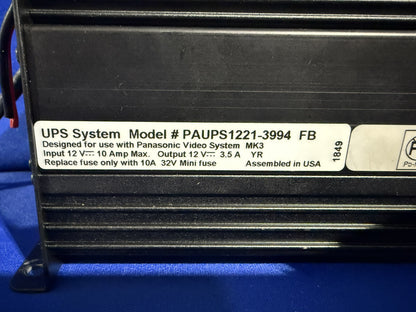 UPS System Model # PAUPS1221-3994 FB
Designed for use with Panasonic Video System MK3
Input 12 V⎓ 10 Amp Max. Output 12 V⎓ 3.5 A YR
Replace fuse only with 10A 32V Mini fuse Assembled in USA
1849